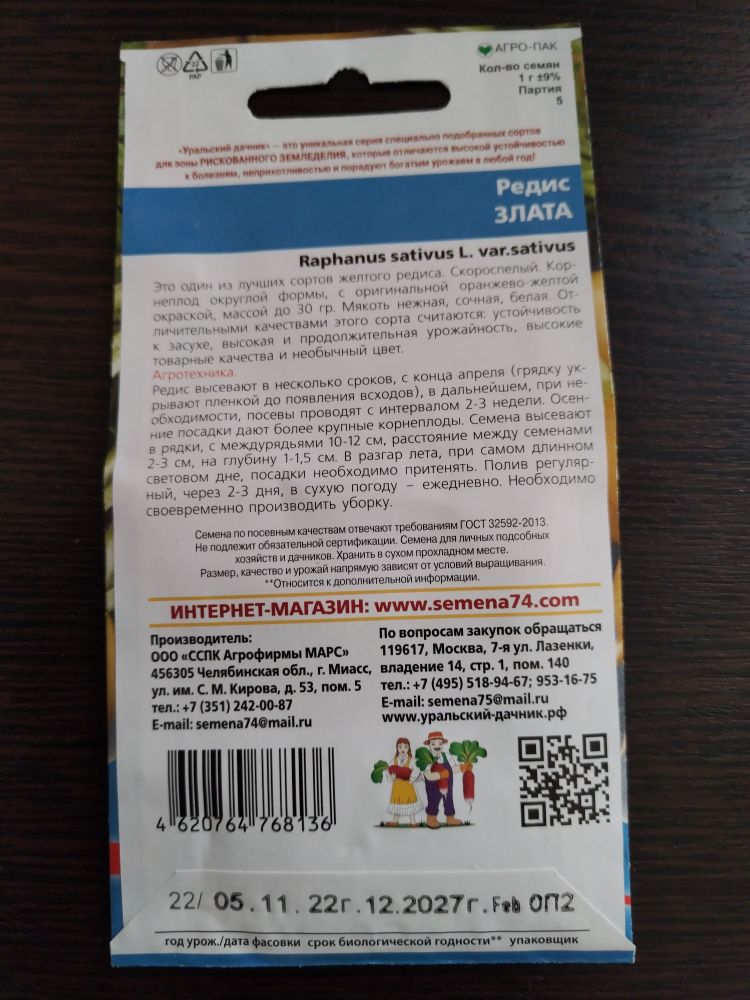 22
PAP
АГРО-ПАК
Кол-во семян
1 г ±9%
Партия
5
«Уральский дачник» — это уникальная серия специально подобранных сортов
для зоны РИСКОВАННОГО ЗЕМЛЕДЕЛИЯ, которые отличаются высокой устойчивостью
к болезням, неприхотливостью и порадуют богатым урожаем в любой год!
Редис
ЗЛАТА
Raphanus sativus L. var.sativus
Это один из лучших сортов желтого редиса. Скороспелый. Кор-
неплод округлой формы, с оригинальной оранжево-желтой
окраской, массой до 30 гр. Мякоть нежная, сочная, белая. От-
личительными качествами этого сорта считаются: устойчивость
к засухе, высокая и продолжительная урожайность, высокие
товарные качества и необычный цвет.
Агротехника.
Редис высевают в несколько сроков, с конца апреля (грядку ук-
рывают пленкой до появления всходов), в дальнейшем, при не-
обходимости, посевы проводят с интервалом 2-3 недели. Осен-
ние посадки дают более крупные корнеплоды. Семена высевают
в рядки, с междурядьями 10-12 см, расстояние между семенами
2-3 см, на глубину 1-1,5 см. В разгар лета, при самом длинном
световом дне, посадки необходимо притенять. Полив регуляр-
ный, через 2-3 дня, в сухую погоду – ежедневно. Необходимо
своевременно производить уборку.
Семена по посевным качествам отвечают требованиям ГОСТ 32592-2013.
Не подлежит обязательной сертификации. Семена для личных подсобных
хозяйств и дачников. Хранить в сухом прохладном месте.
Размер, качество и урожай напрямую зависят от условий выращивания.
**Относится к дополнительной информации.
ИНТЕРНЕТ-МАГАЗИН: www.semena74.com
Производитель:
ООО «ССПК Агрофирмы МАРС»
456305 Челябинская обл., г. Миасс,
ул. им. С. М. Кирова, д. 53, пом. 5
тел.: +7 (351) 242-00-87
E-mail: semena74@mail.ru
По вопросам закупок обращаться
119617, Москва, 7-я ул. Лазенки,
владение 14, стр. 1, пом. 140
тел.: +7 (495) 518-94-67; 953-16-75
E-mail: semena75@mail.ru
www.уральский-дачник.рф
4 620764 768136
22/ 05.11.22г.12.2027г.Feb ОП2
год урож./дата фасовки срок биологической годности** упаковщик